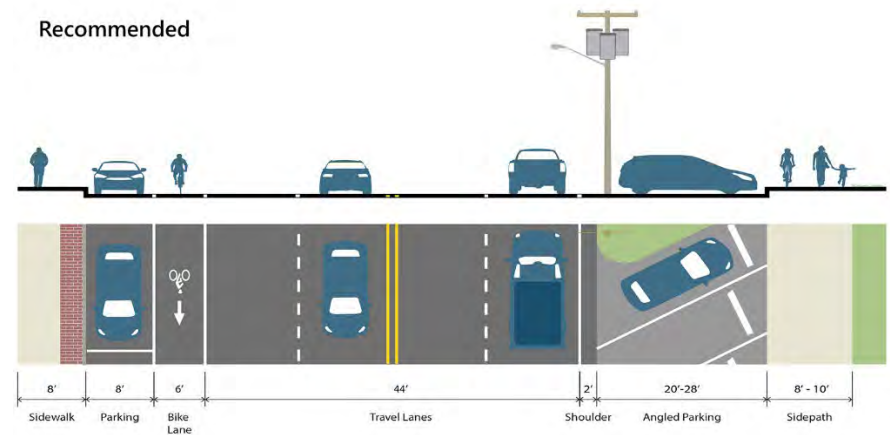 Recommended
8'
8'
6'
44'
2'
20'-28'
8' - 10'
Sidewalk
Parking
Bike
Lane
Travel Lanes
Shoulder
Angled Parking
Sidepath